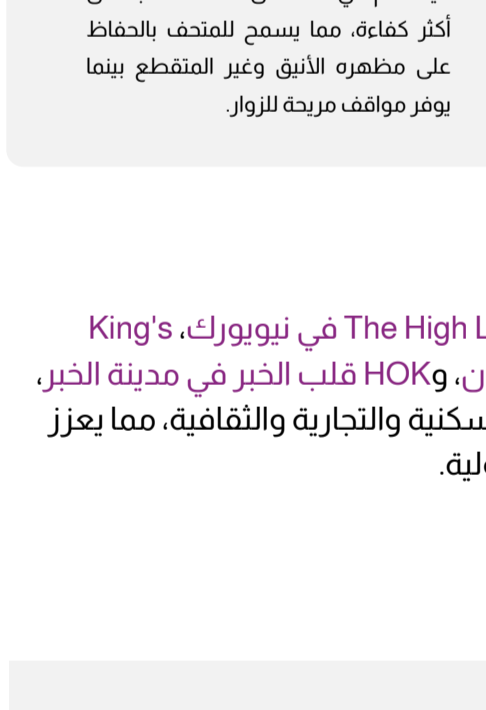 أكثر كفاءة، مما يسمح للمتحف بالحفاظ
على مظهره الأنيق وغير المتقطع بينما
يوفر مواقف مريحة للزوار.
The High L في نيويورك، King's
ن، وHOK قلب الخبر في مدينة الخبر،
سكنية والتجارية والثقافية، مما يعزز
لية.